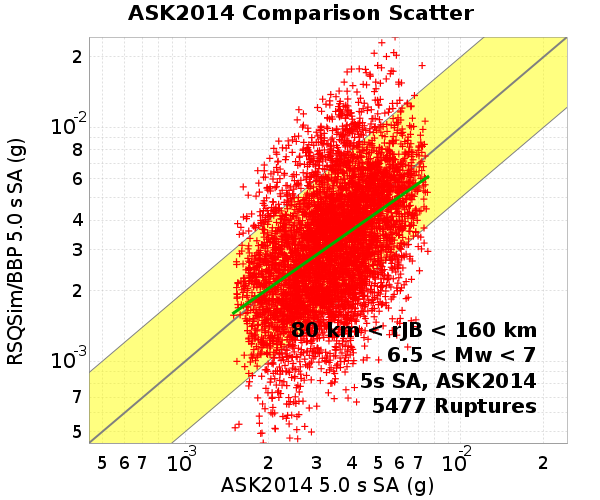 ASK2014 Comparison Scatter
RSQSim/BBP 5.0 s SA (g)
2
10-2
8
6
4
3
2
10-3
7
5
80 km < rJB < 160 km
6.5 < Mw < 7
5s SA, ASK2014
5477 Ruptures
5 6 7 10-3 2 3 4 5 6 7 10-2 2
ASK2014 5.0 s SA (g)